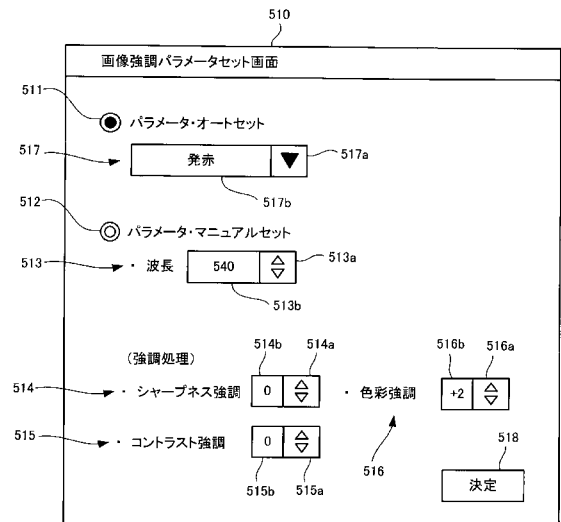 510
画像強調パラメータセット画面
511
パラメータ・オートセット
517
発赤
517a
517b
512
パラメータ・マニュアルセット
513
・ 波長
540
513a
513b
(強調処理)
514b
514a
516b
516a
514
・ シャープネス強調
0
・ 色彩強調
+2
515
・ コントラスト強調
0
516
518
515b
515a
決定